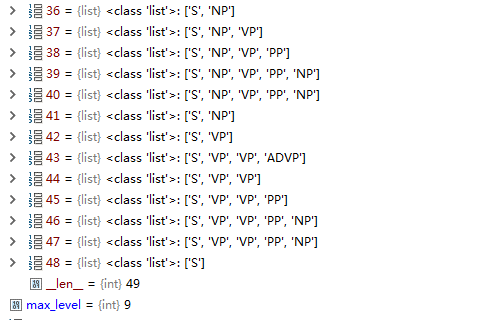 36 = {list} <class 'list'>: ['S', 'NP']
37 = {list} <class 'list'>: ['S', 'NP', 'VP']
38 = {list} <class 'list'>: ['S', 'NP', 'VP', 'PP']
39 = {list} <class 'list'>: ['S', 'NP', 'VP', 'PP', 'NP']
40 = {list} <class 'list'>: ['S', 'NP', 'VP', 'PP', 'NP']
41 = {list} <class 'list'>: ['S', 'NP']
42 = {list} <class 'list'>: ['S', 'VP']
43 = {list} <class 'list'>: ['S', 'VP', 'VP', 'ADVP']
44 = {list} <class 'list'>: ['S', 'VP', 'VP']
45 = {list} <class 'list'>: ['S', 'VP', 'VP', 'PP']
46 = {list} <class 'list'>: ['S', 'VP', 'VP', 'PP', 'NP']
47 = {list} <class 'list'>: ['S', 'VP', 'VP', 'PP', 'NP']
48 = {list} <class 'list'>: ['S']
__len__ = {int} 49
max_level = {int} 9